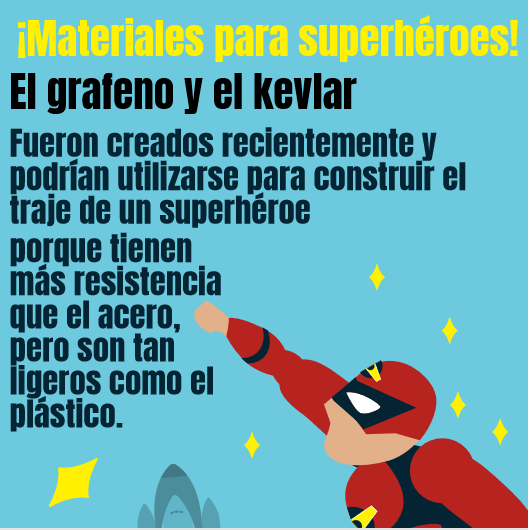 ¡Materiales para superhéroes!
El grafeno y el kevlar
Fueron creados recientemente y
podrían utilizarse para construir el
traje de un superhéroe
porque tienen
más resistencia
que el acero,
pero son tan
ligeros como el
plástico.